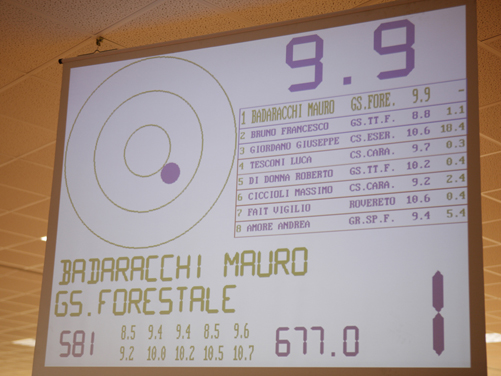 9.9
1 BADARACCHI MAURO GS.FORE. 9.9 -
2 BRUNO FRANCESCO GS.TT.F. 8.8 1.1
3 GIORDANO GIUSEPPE CS.ESER. 10.6 18.4
4 TESCONI LUCA CS.CARA. 9.7 0.3
5 DI DONNA ROBERTO GS.TT.F. 10.2 0.4
6 CICCIOLI MASSIMO CS.CARA. 9.2 2.4
7 FAIT VIGILIO ROVERETO 10.6 0.4
8 AMORE ANDREA GR.SP.F. 9.4 5.4
BADARACCHI MAURO
GS.FORESTALE
581 8.5 9.4 9.4 8.5 9.6 677.0 1
9.2 10.0 10.2 10.5 10.7